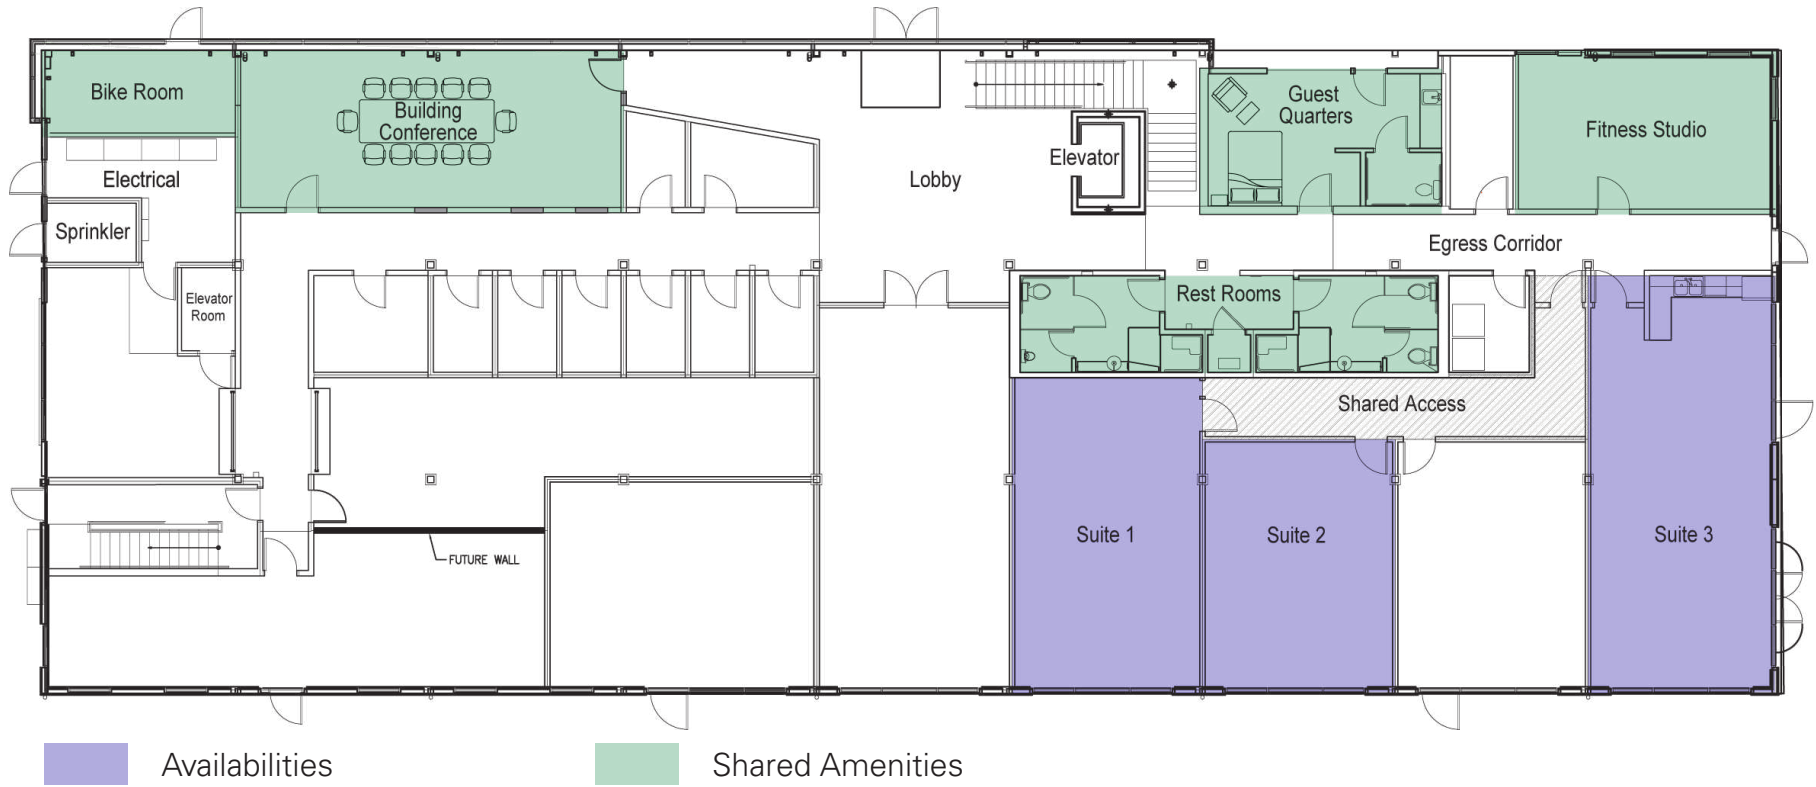 Bike Room
Building
Conference
Guest
Quarters
Fitness Studio
Electrical
Lobby
Elevator
Sprinkler
Egress Corridor
Elevator
Room
Rest Rooms
Shared Access
Suite 1
Suite 2
Suite 3
FUTURE WALL
Availabilities
Shared Amenities